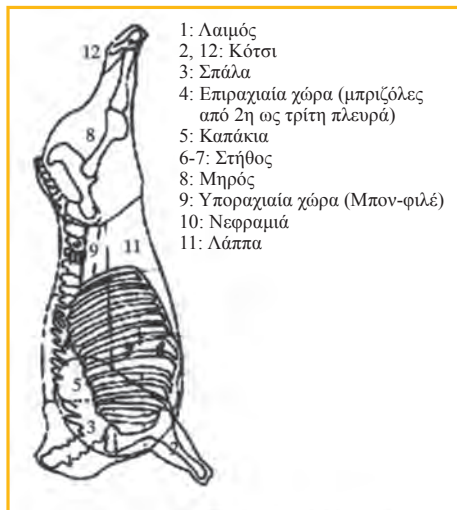 1: Λαιμός
2, 12: Κότσι
3: Σπάλα
4: Επιραχιαία χώρα (μπριζόλες
από 2η ως τρίτη πλευρά)
5: Καπάκια
6-7: Στήθος
8: Μηρός
9: Υποραχιαία χώρα (Μπον-φιλέ)
10: Νεφραμιά
11: Λάππα
12
8
9
11
5
3
2